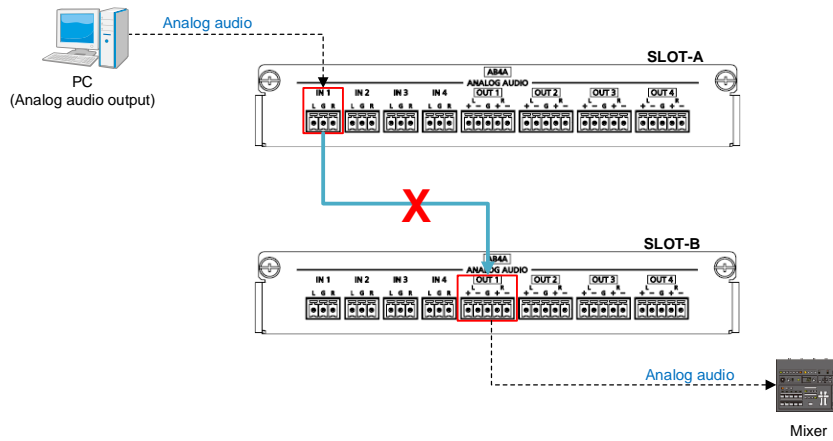 Analog audio
PC
(Analog audio output)
SLOT-A
AB4A
ANALOG AUDIO
IN 1 IN 2 IN 3 IN 4 OUT 1 OUT 2 OUT 3 OUT 4
L R L R L R L R
L G R L G R L G R L G R + − G + − + − G + − + − G + − + − G + −
X
SLOT-B
AB4A
ANALOG AUDIO
IN 1 IN 2 IN 3 IN 4 OUT 1 OUT 2 OUT 3 OUT 4
L R L R L R L R
L G R L G R L G R L G R + − G + − + − G + − + − G + − + − G + −
Analog audio
Mixer